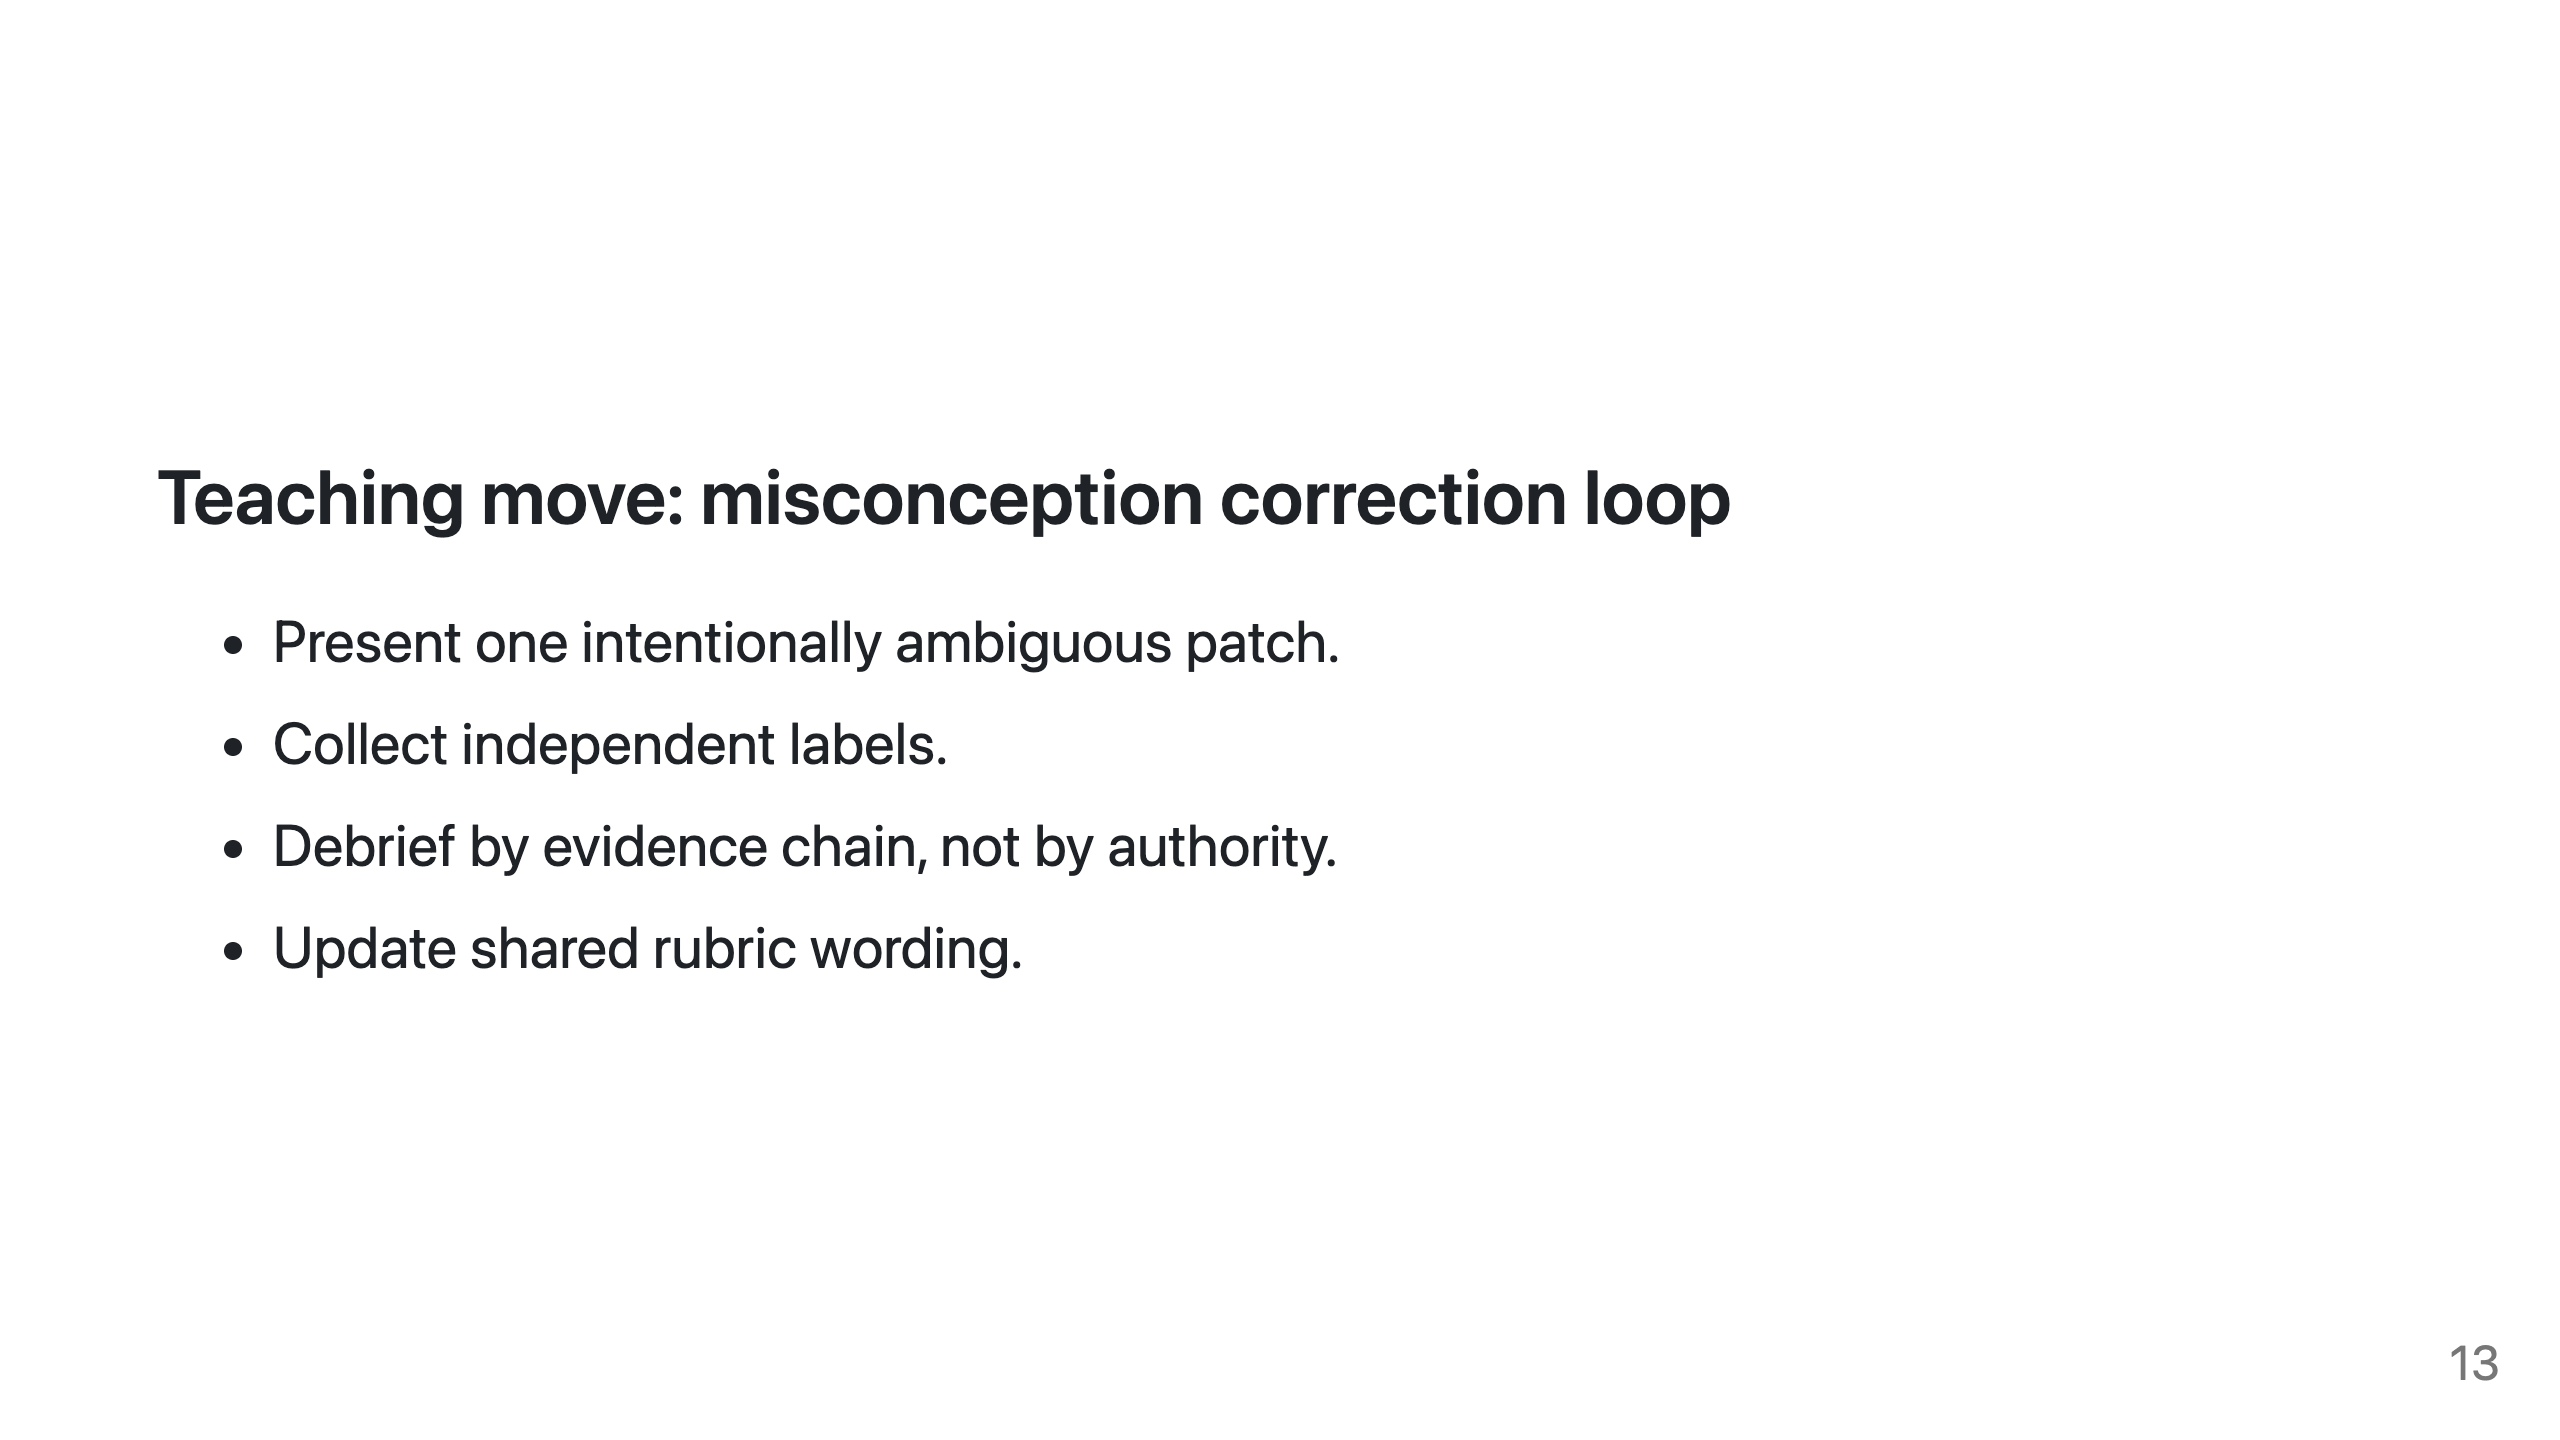 Teaching move: misconception correction loop
• Present one intentionally ambiguous patch.
• Collect independent labels.
• Debrief by evidence chain, not by authority.
• Update shared rubric wording.
13